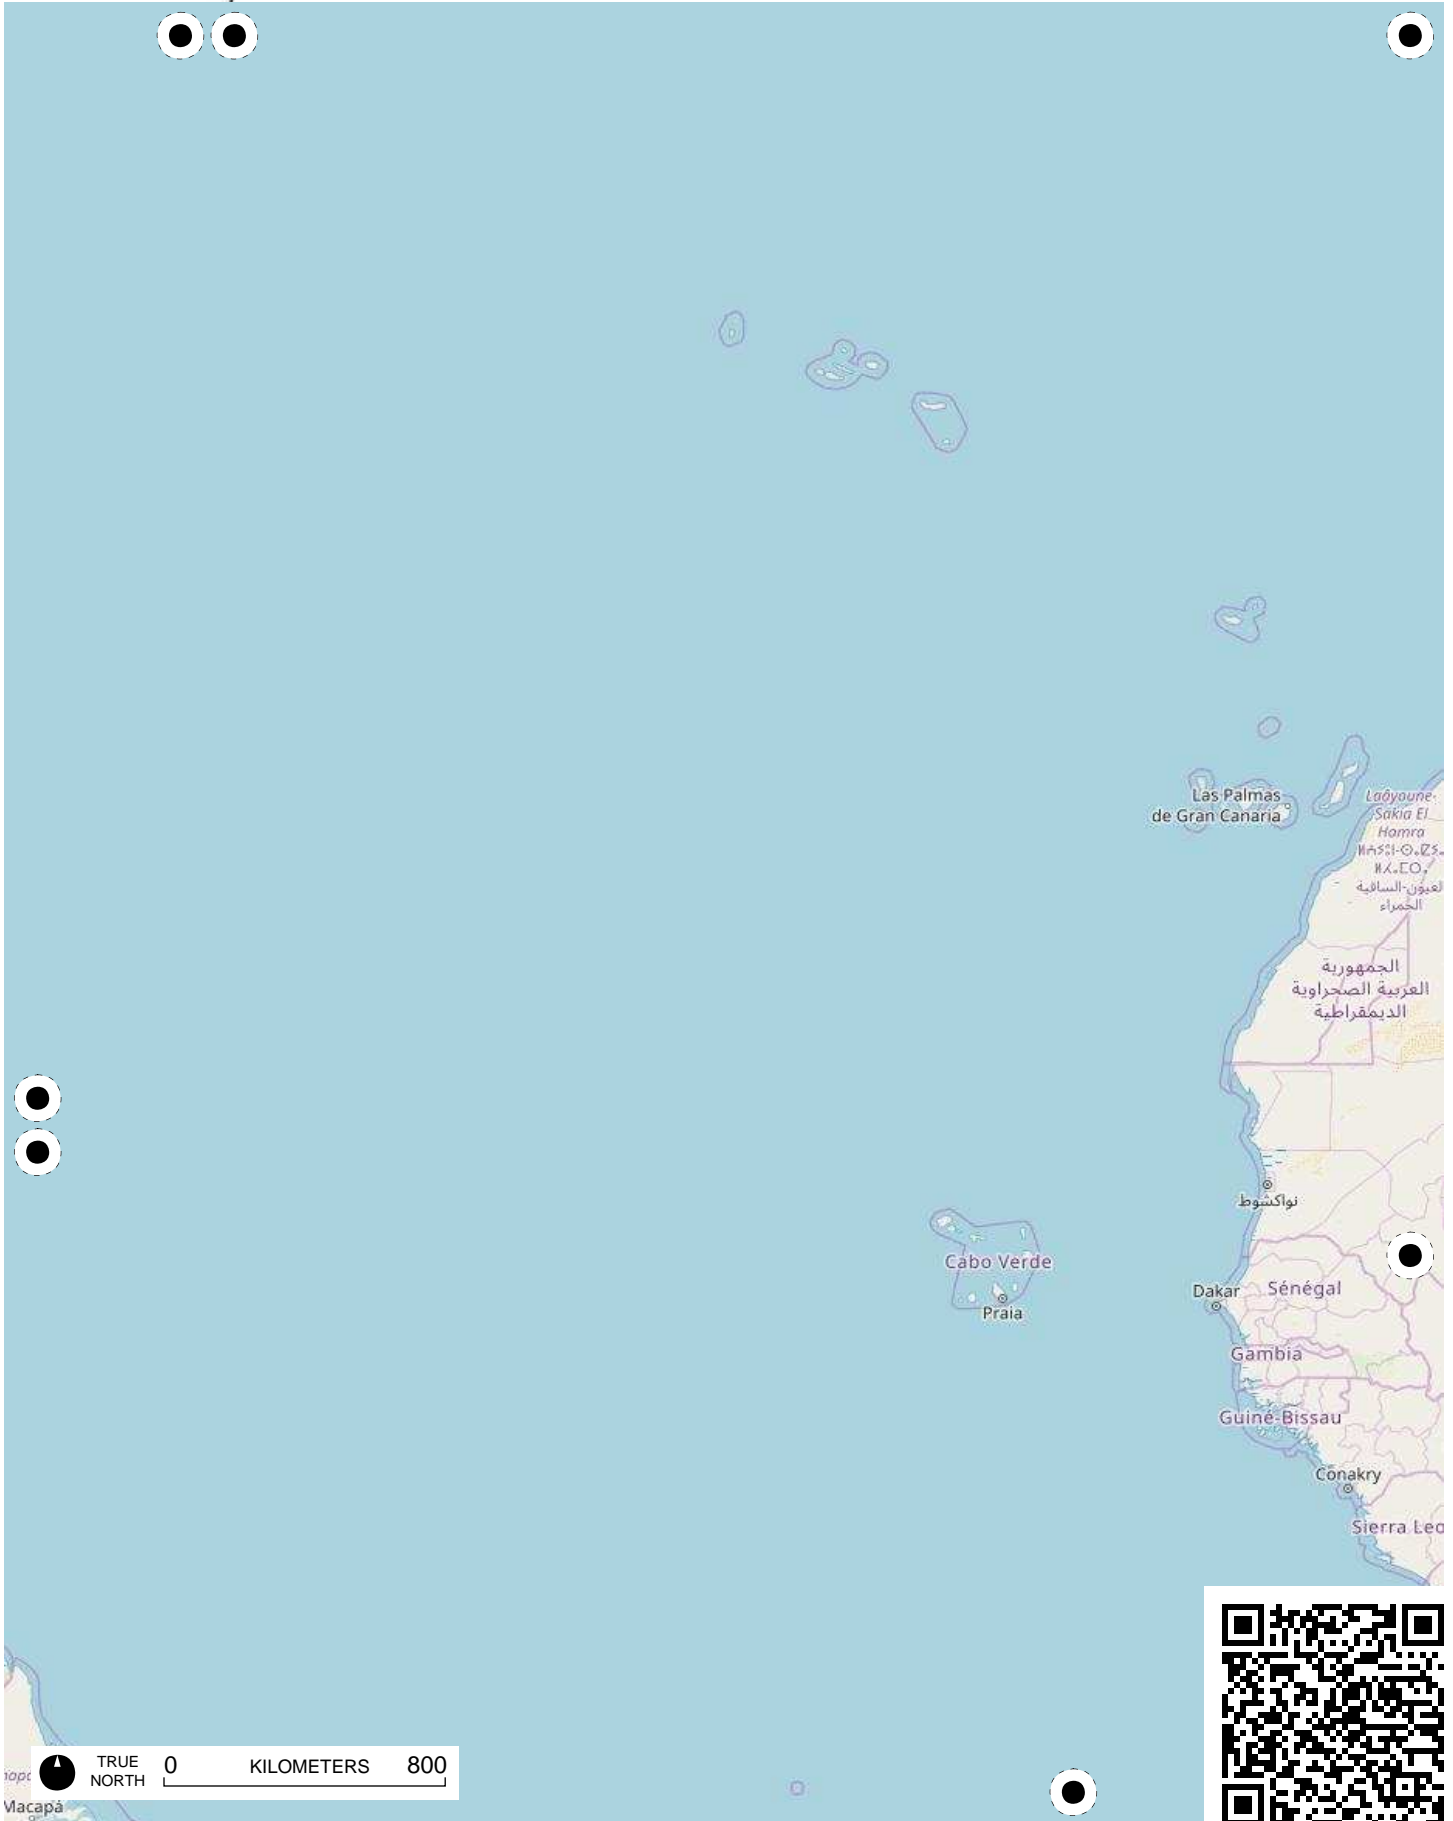 Las Palmas
de Gran Canaria
Laâyoune-
Sakia El
Hamra
العيون-الساقية
الحمراء
الجمهورية
العربية الصحراوية
الديمقراطية
نواكشوط
Cabo Verde
Praia
Dakar
Sénégal
Gambia
Guiné-Bissau
Conakry
Sierra Leo
TRUE
NORTH
0 KILOMETERS 800
Macapá